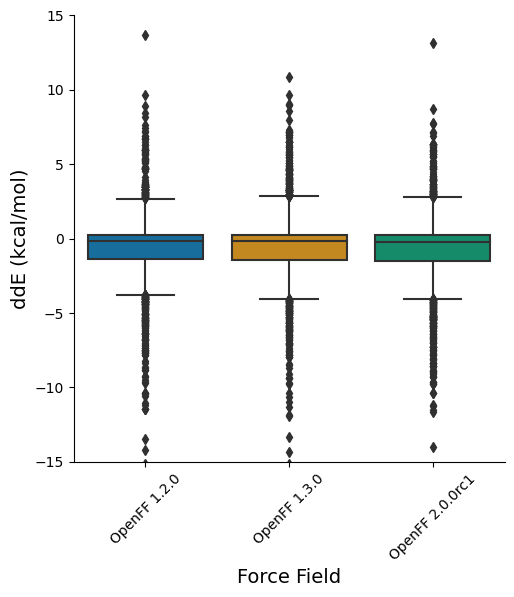 ddE (kcal/mol)
15
10
5
0
−5
−10
−15
OpenFF 1.2.0
OpenFF 1.3.0
OpenFF 2.0.0rc1
Force Field